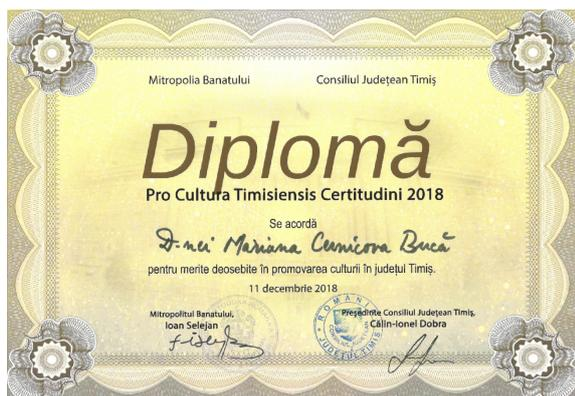 Mitropolia Banatului Consiliul Județean Timiș
Diplomă
Pro Cultura Timisiensis Certitudini 2018
Se acordă
D-nei Mariana Cernicova Bucă
pentru merite deosebite în promovarea culturii în județul Timiș.
11 decembrie 2018
Mitropolitul Banatului, Președinte Consiliul Județean Timiș,
Ioan Selejan Călin-Ionel Dobra
ROMÂNIA
JUDEȚUL TIMIȘ